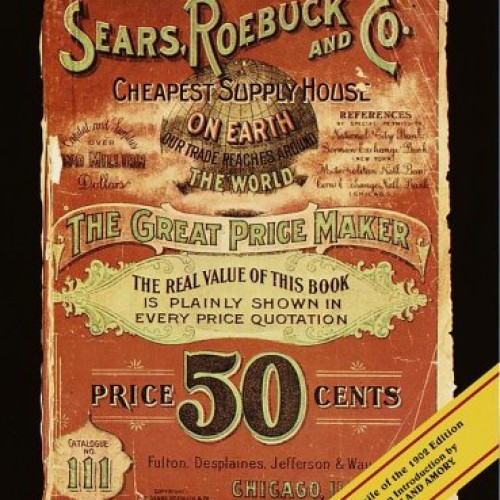 SEARS, ROEBUCK AND CO.
CHEAPEST SUPPLY HOUSE
ON EARTH
OUR TRADE REACHES AROUND
THE WORLD
Capital and Surplus
OVER
TWO MILLION
Dollars
REFERENCES
BY SPECIAL PERMISSION
National City Bank
German Exchange Bank
(NEW YORK)
Metropolitan Natl Bank
Corn Exchange Natl Bank
(CHICAGO)
THE GREAT PRICE MAKER
THE REAL VALUE OF THIS BOOK
IS PLAINLY SHOWN IN
EVERY PRICE QUOTATION
PRICE 50 CENTS
CATALOGUE
NO.
111
Fulton, Desplaines, Jefferson & Way
CHICAGO, I
of the 1902 Edition
Introduction by
AND AMORY